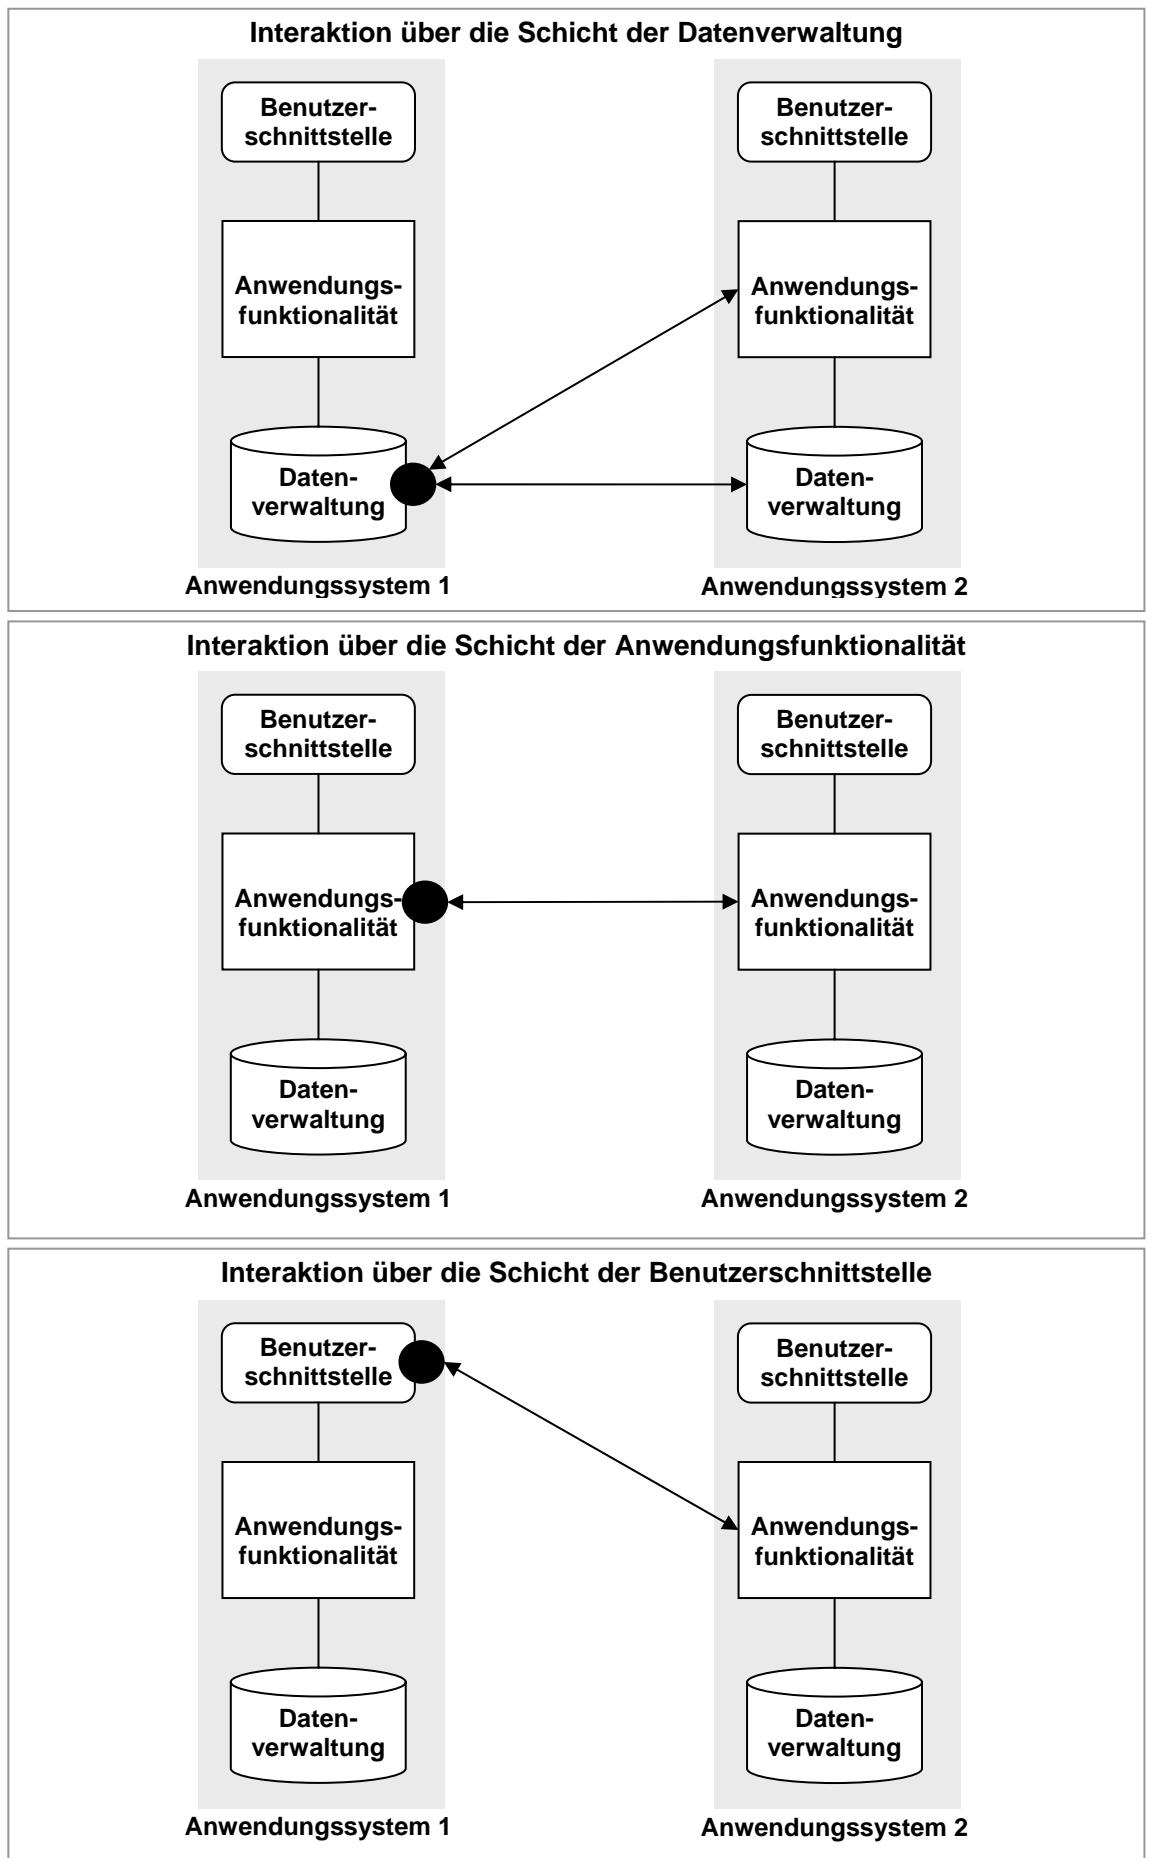 Interaktion über die Schicht der Datenverwaltung
Benutzer-
schnittstelle
Benutzer-
schnittstelle
Anwendungs-
funktionalität
Anwendungs-
funktionalität
Daten-
verwaltung
Daten-
verwaltung
Anwendungssystem 1
Anwendungssystem 2
Interaktion über die Schicht der Anwendungsfunktionalität
Benutzer-
schnittstelle
Benutzer-
schnittstelle
Anwendungs-
funktionalität
Anwendungs-
funktionalität
Daten-
verwaltung
Daten-
verwaltung
Anwendungssystem 1
Anwendungssystem 2
Interaktion über die Schicht der Benutzerschnittstelle
Benutzer-
schnittstelle
Benutzer-
schnittstelle
Anwendungs-
funktionalität
Anwendungs-
funktionalität
Daten-
verwaltung
Daten-
verwaltung
Anwendungssystem 1
Anwendungssystem 2